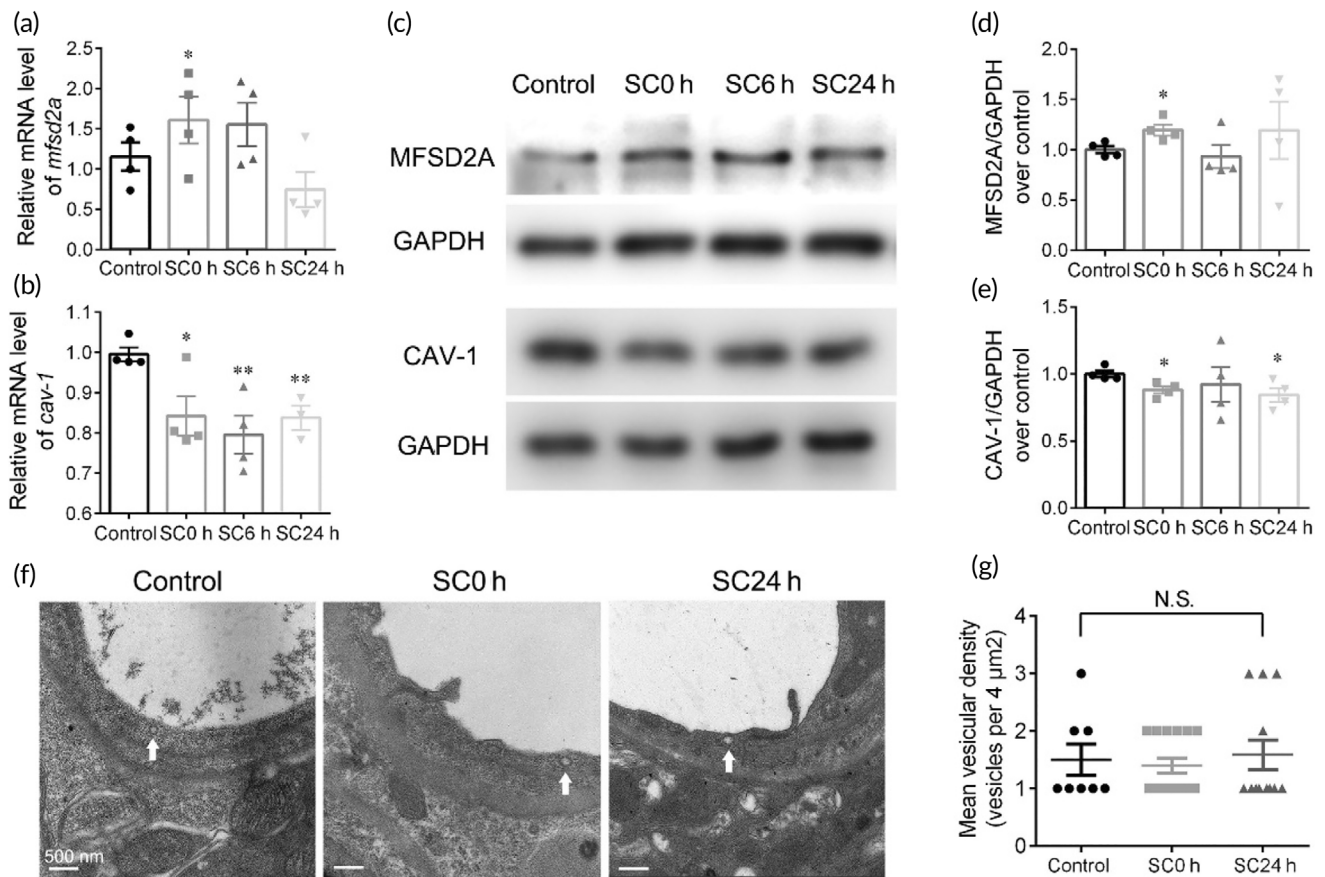 (a)
Relative mRNA level
of mfsd2a
2.5
2.0
1.5
1.0
0.5
0.0
*
Control SC0 h SC6 h SC24 h
(b)
Relative mRNA level
of cav-1
1.1
1.0
0.9
0.8
0.7
0.6
*
**
**
Control SC0 h SC6 h SC24 h
(c)
Control SC0 h SC6 h SC24 h
MFSD2A
GAPDH
CAV-1
GAPDH
(d)
MFSD2A/GAPDH
over control
2.0
1.5
1.0
0.5
0.0
*
Control SC0 h SC6 h SC24 h
(e)
CAV-1/GAPDH
over control
1.5
1.0
0.5
0.0
*
*
Control SC0 h SC6 h SC24 h
(f)
Control
SC0 h
SC24 h
500 nm
(g)
N.S.
Mean vesicular density
(vesicles per 4 µm2)
4
3
2
1
0
Control SC0 h SC24 h